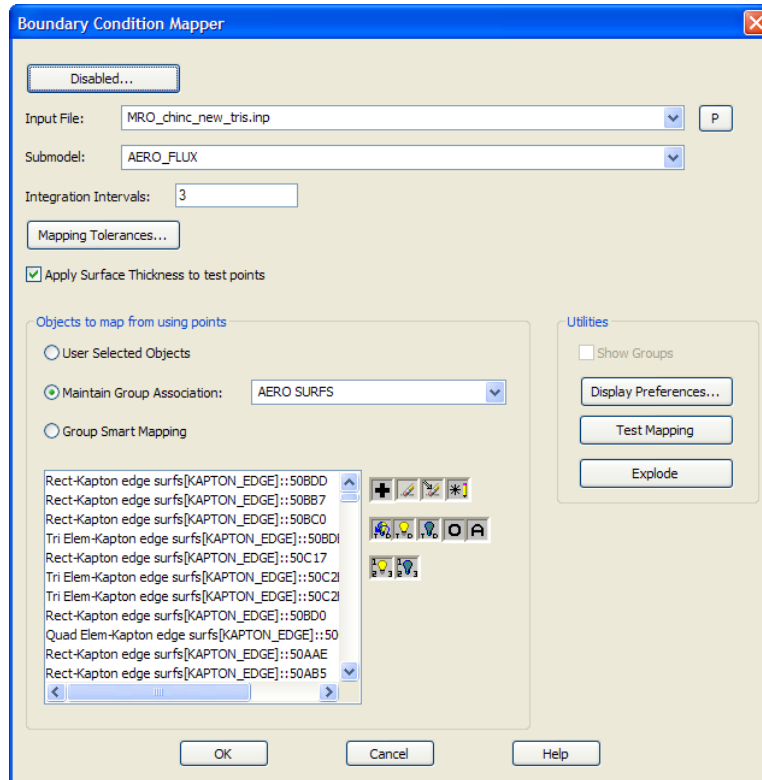 Boundary Condition Mapper
Disabled...
Input File: MRO_chinc_new_tris.inp P
Submodel: AERO_FLUX
Integration Intervals: 3
Mapping Tolerances...
Apply Surface Thickness to test points
Objects to map from using points
User Selected Objects
Maintain Group Association: AERO SURFS
Group Smart Mapping
Rect-Kapton edge surfs[KAPTON_EDGE]::50BDD
Rect-Kapton edge surfs[KAPTON_EDGE]::50BB7
Rect-Kapton edge surfs[KAPTON_EDGE]::50BC0
Tri Elem-Kapton edge surfs[KAPTON_EDGE]::50BD
Rect-Kapton edge surfs[KAPTON_EDGE]::50C17
Tri Elem-Kapton edge surfs[KAPTON_EDGE]::50C2
Tri Elem-Kapton edge surfs[KAPTON_EDGE]::50C2
Rect-Kapton edge surfs[KAPTON_EDGE]::50BD0
Quad Elem-Kapton edge surfs[KAPTON_EDGE]::50
Rect-Kapton edge surfs[KAPTON_EDGE]::50AAE
Rect-Kapton edge surfs[KAPTON_EDGE]::50AB5
T D T D T D O A
1 2 3 1 2 3
Utilities
Show Groups
Display Preferences...
Test Mapping
Explode
OK Cancel Help